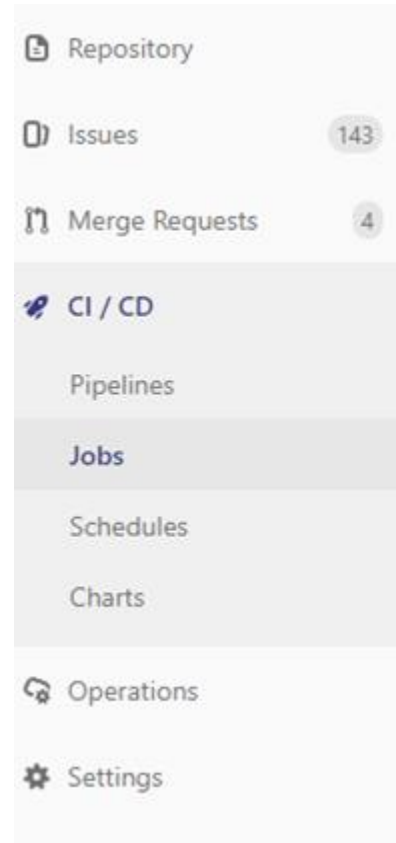 Repository
Issues 143
Merge Requests 4
CI / CD
Pipelines
Jobs
Schedules
Charts
Operations
Settings